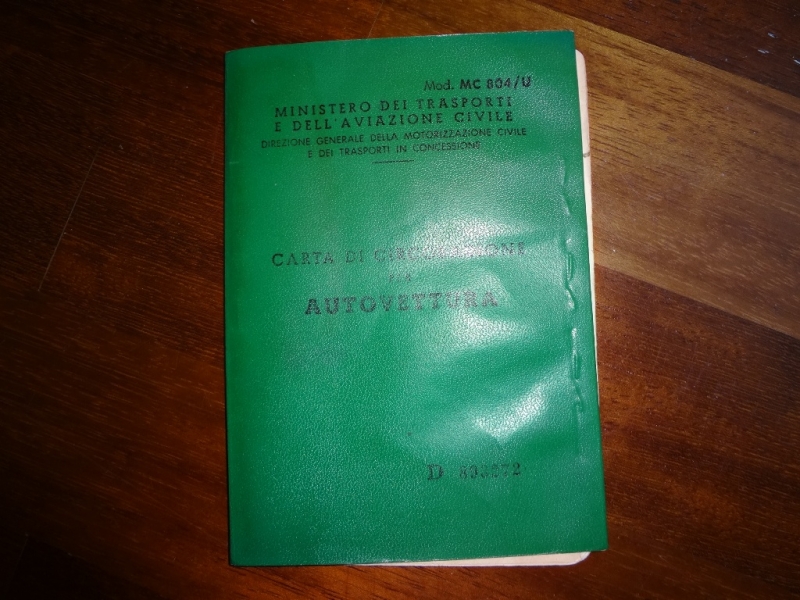 Mod. MC 804/U
MINISTERO DEI TRASPORTI
E DELL'AVIAZIONE CIVILE
DIREZIONE GENERALE DELLA MOTORIZZAZIONE CIVILE
E DEI TRASPORTI IN CONCESSIONE
CARTA DI CIRCOLAZIONE
PER
AUTOVETTURA
D